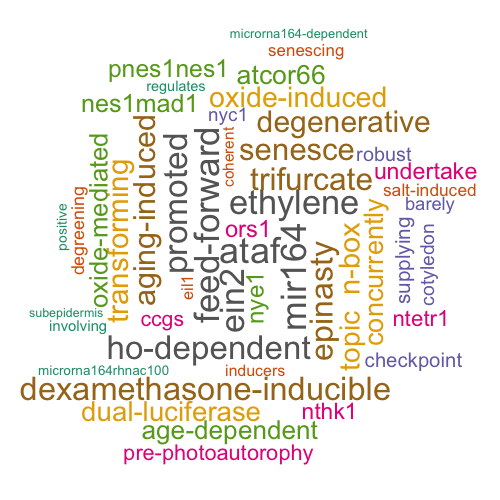 microrna164-dependent
senescing
pnes1nes1
atcor66
regulates
nes1mad1
oxide-induced
nyc1
degenerative
coherent
senesce
robust
trifurcate
undertake
salt-induced
ethylene
barely
positive
degreening
oxide-mediated
transforming
aging-induced
promoted
feed-forward
ors1
ataf
ein2
eil1
nye1
mir164
epinasty
n-box
topic
concurrently
supplying
cotyledon
subepidermis
involving
ccgs
ntetr1
ho-dependent
checkpoint
microrna164rhnac100
inducers
dexamethasone-inducible
dual-luciferase
nthk1
age-dependent
pre-photoautorophy